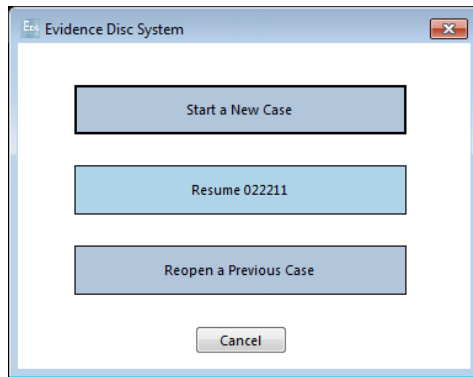 Evidence Disc System
Start a New Case
Resume 022211
Reopen a Previous Case
Cancel